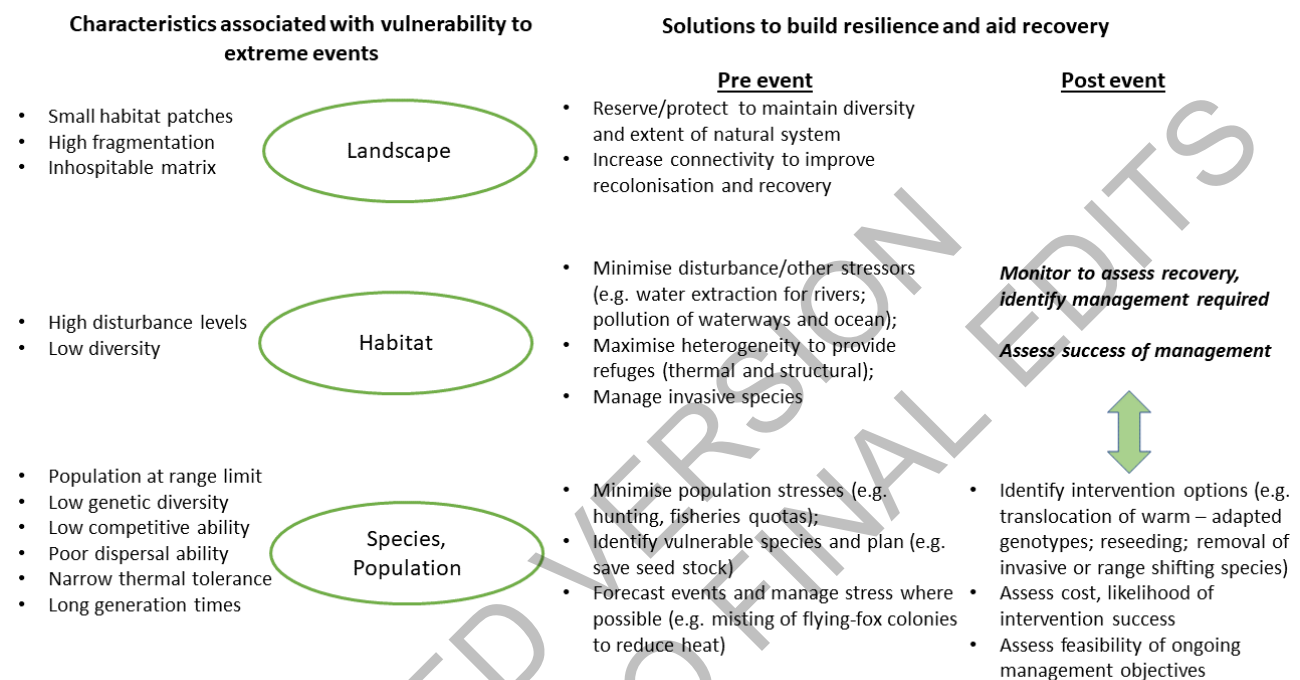 Characteristics associated with vulnerability to
extreme events
• Small habitat patches
• High fragmentation
• Inhospitable matrix
Landscape
• High disturbance levels
• Low diversity
Habitat
• Population at range limit
• Low genetic diversity
• Low competitive ability
• Poor dispersal ability
• Narrow thermal tolerance
• Long generation times
Species,
Population
Solutions to build resilience and aid recovery
Pre event
• Reserve/protect to maintain diversity
and extent of natural system
• Increase connectivity to improve
recolonisation and recovery
• Minimise disturbance/other stressors
(e.g. water extraction for rivers;
pollution of waterways and ocean);
• Maximise heterogeneity to provide
refuges (thermal and structural);
• Manage invasive species
• Minimise population stresses (e.g.
hunting, fisheries quotas);
• Identify vulnerable species and plan (e.g.
save seed stock)
• Forecast events and manage stress where
possible (e.g. misting of flying-fox colonies
to reduce heat)
Post event
Monitor to assess recovery,
identify management required
Assess success of management
• Identify intervention options (e.g.
translocation of warm – adapted
genotypes; reseeding; removal of
invasive or range shifting species)
• Assess cost, likelihood of
intervention success
• Assess feasibility of ongoing
management objectives
ED VERSION
O FINAL EDITS